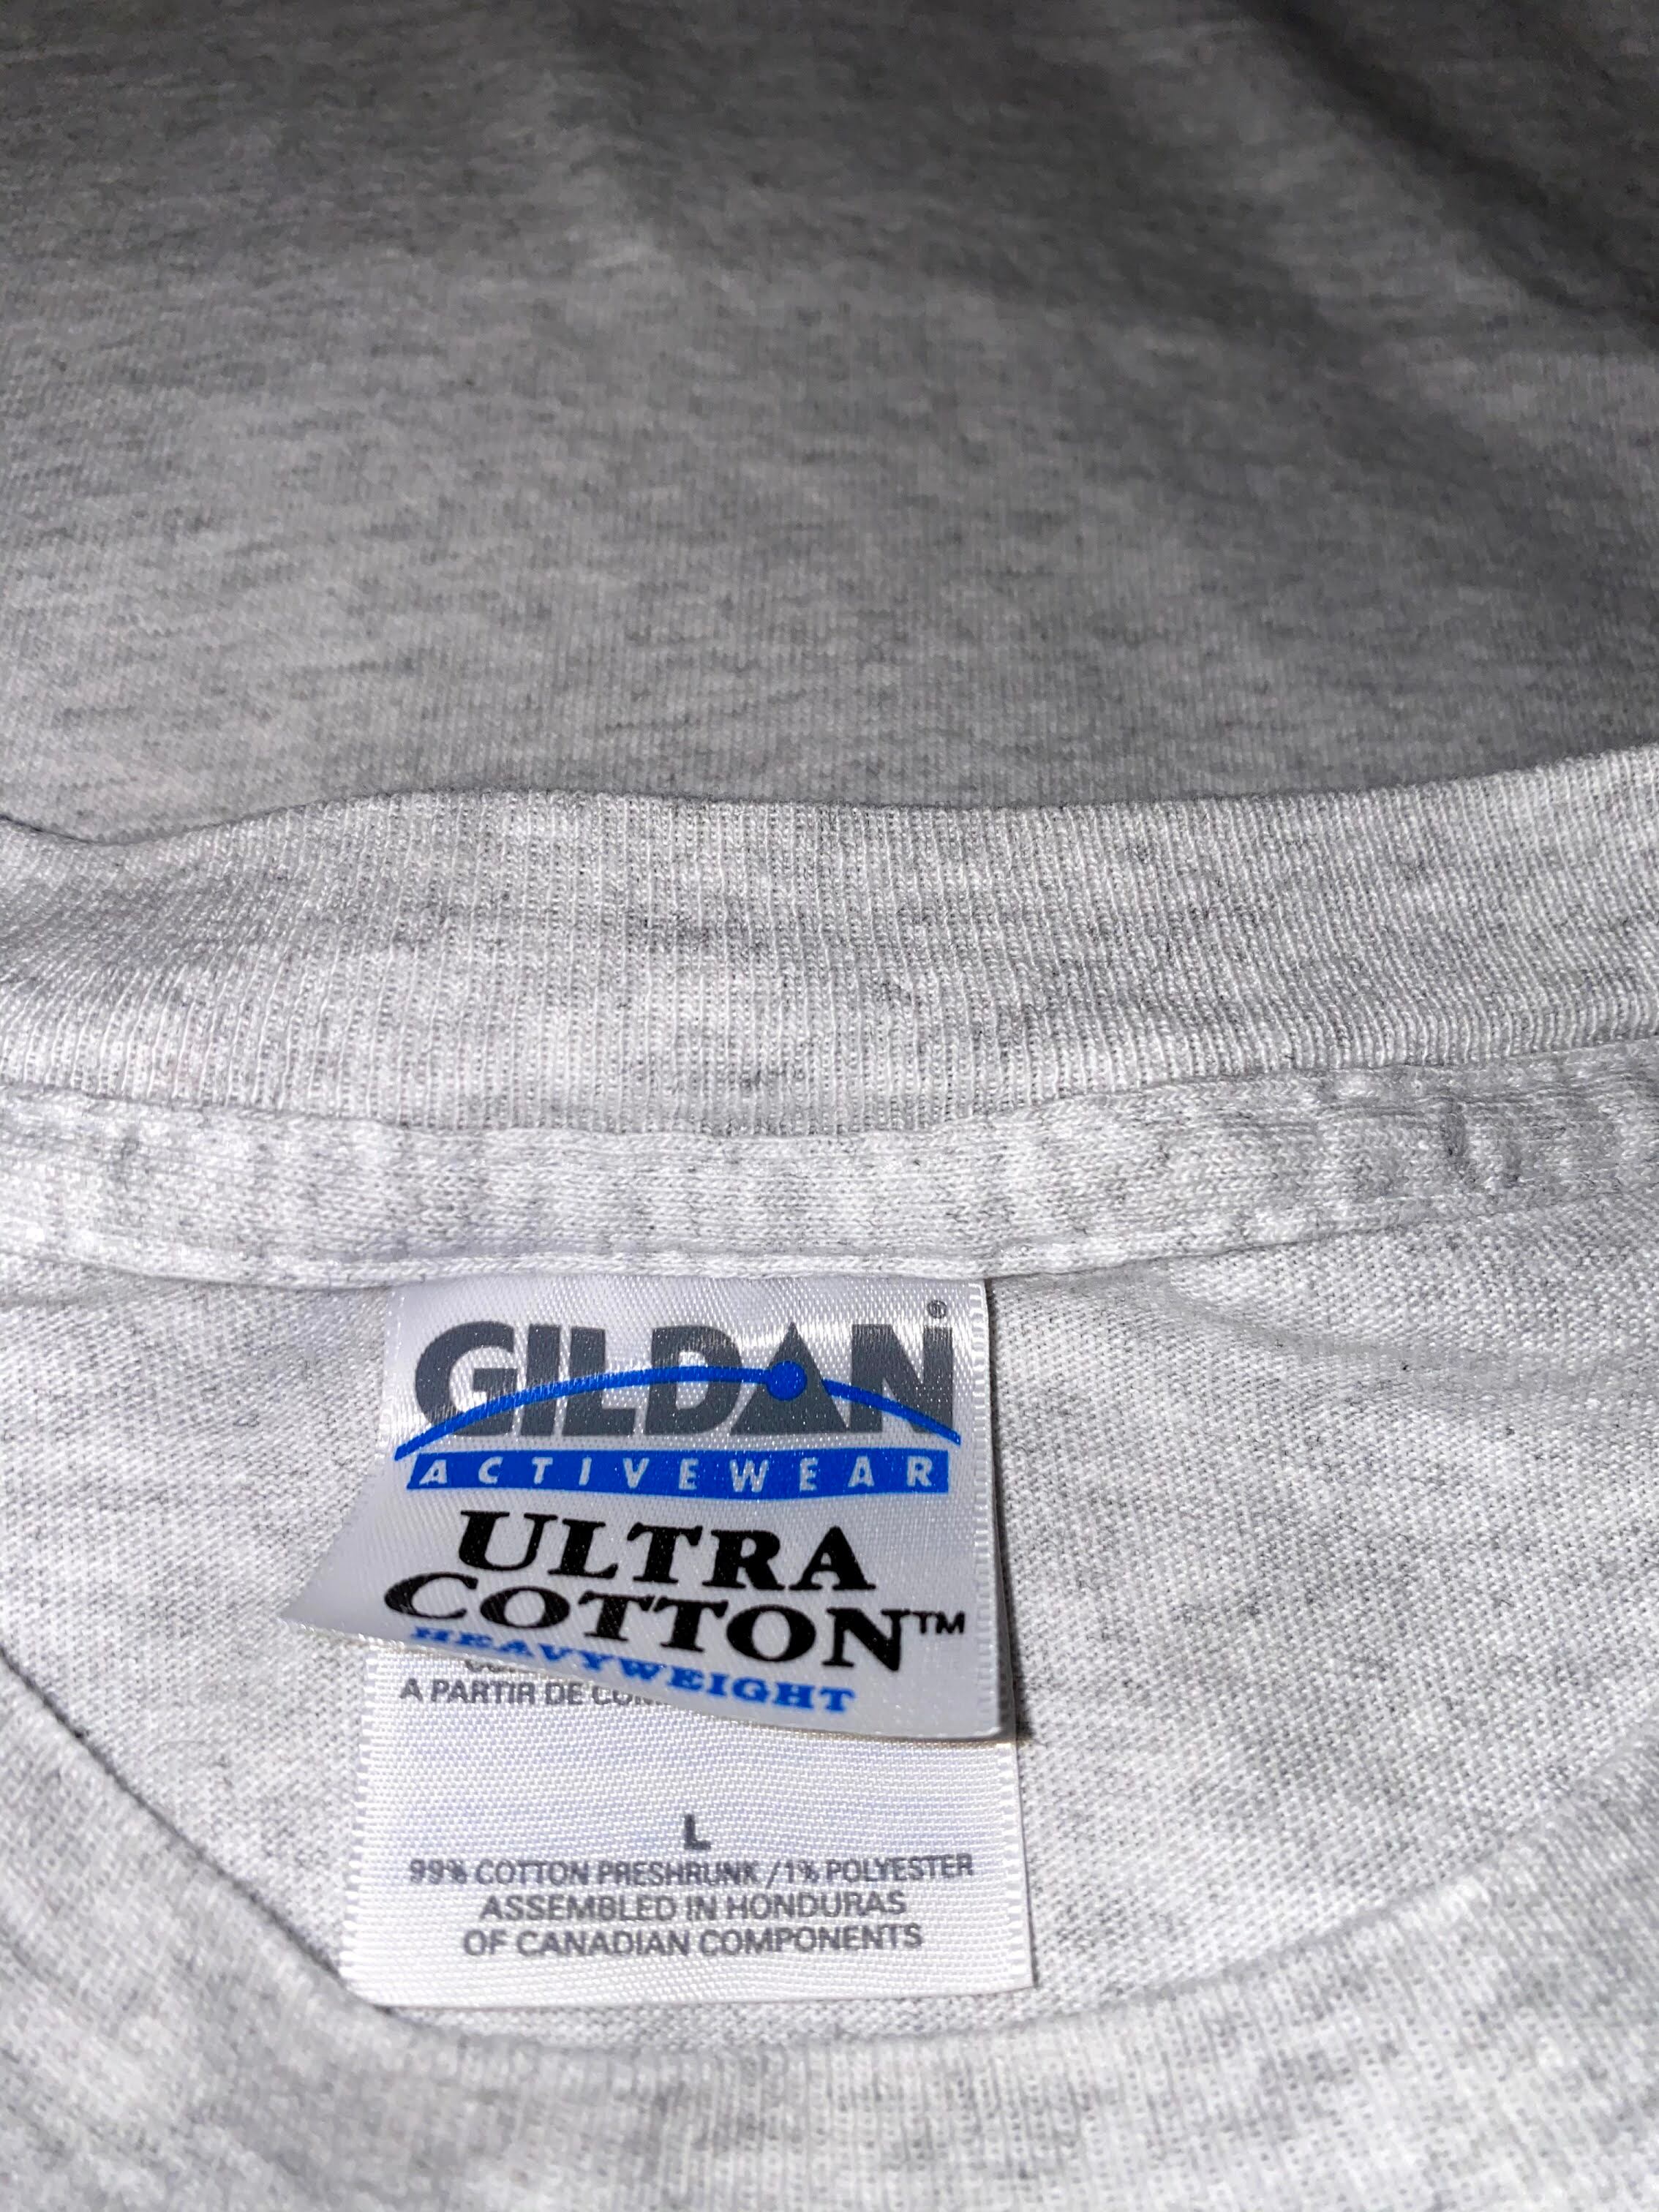 GILDAN®
ACTIVEWEAR
ULTRA
COTTON™
HEAVYWEIGHT
A PARTIR DE
L
99% COTTON PRESHRUNK / 1% POLYESTER
ASSEMBLED IN HONDURAS
OF CANADIAN COMPONENTS